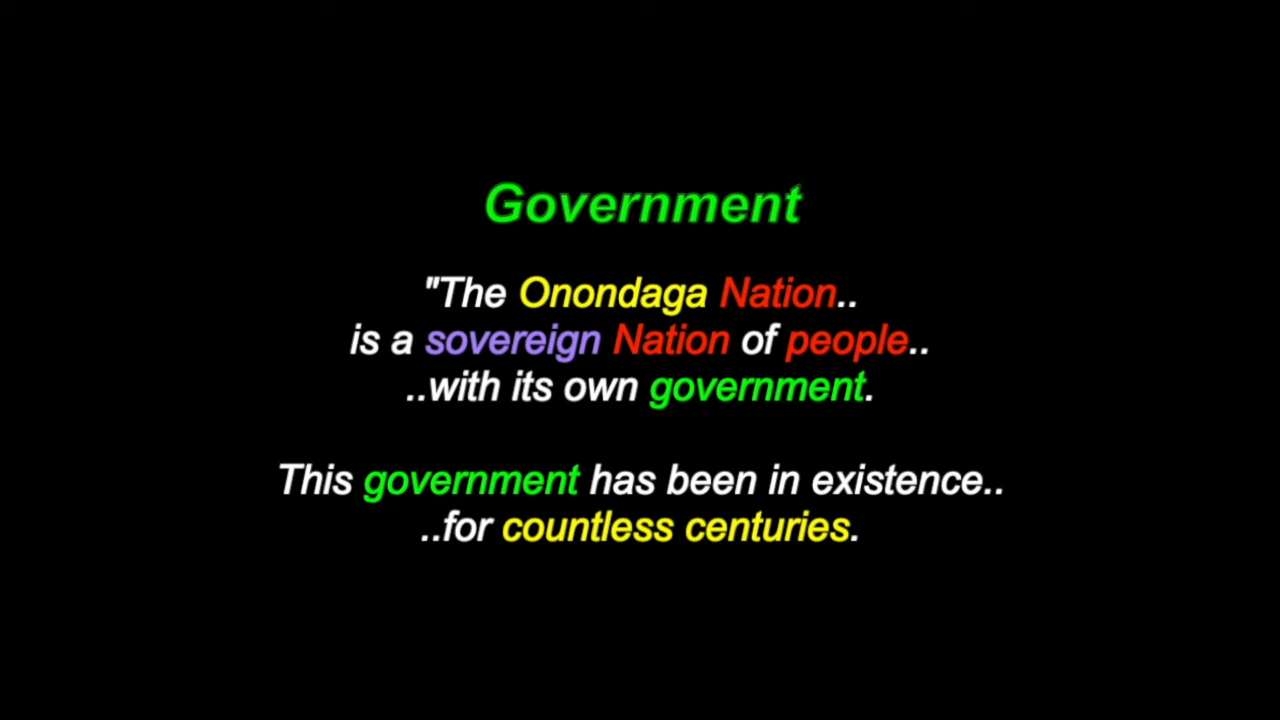 Government
"The Onondaga Nation..
is a sovereign Nation of people..
..with its own government.
This government has been in existence..
..for countless centuries.